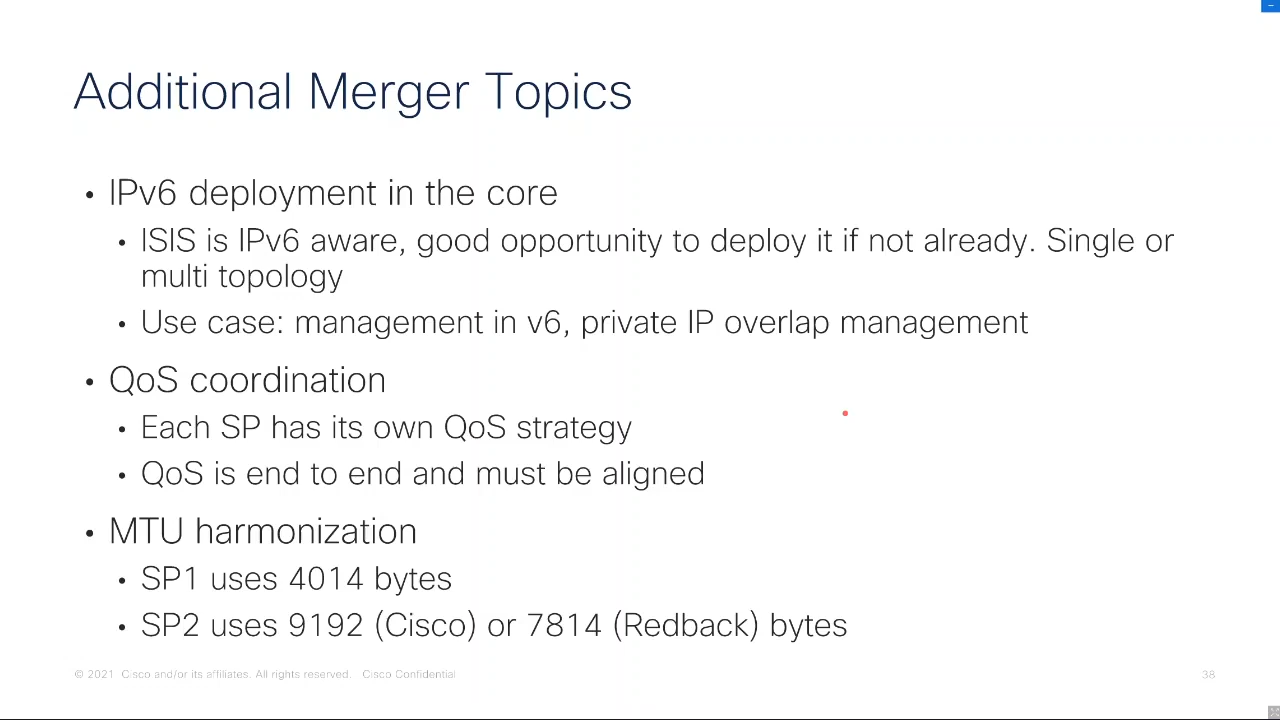 Additional Merger Topics
• IPv6 deployment in the core
• ISIS is IPv6 aware, good opportunity to deploy it if not already. Single or
multi topology
• Use case: management in v6, private IP overlap management
• QoS coordination
• Each SP has its own QoS strategy
• QoS is end to end and must be aligned
• MTU harmonization
• SP1 uses 4014 bytes
• SP2 uses 9192 (Cisco) or 7814 (Redback) bytes
© 2021 Cisco and/or its affiliates. All rights reserved. Cisco Confidential 38